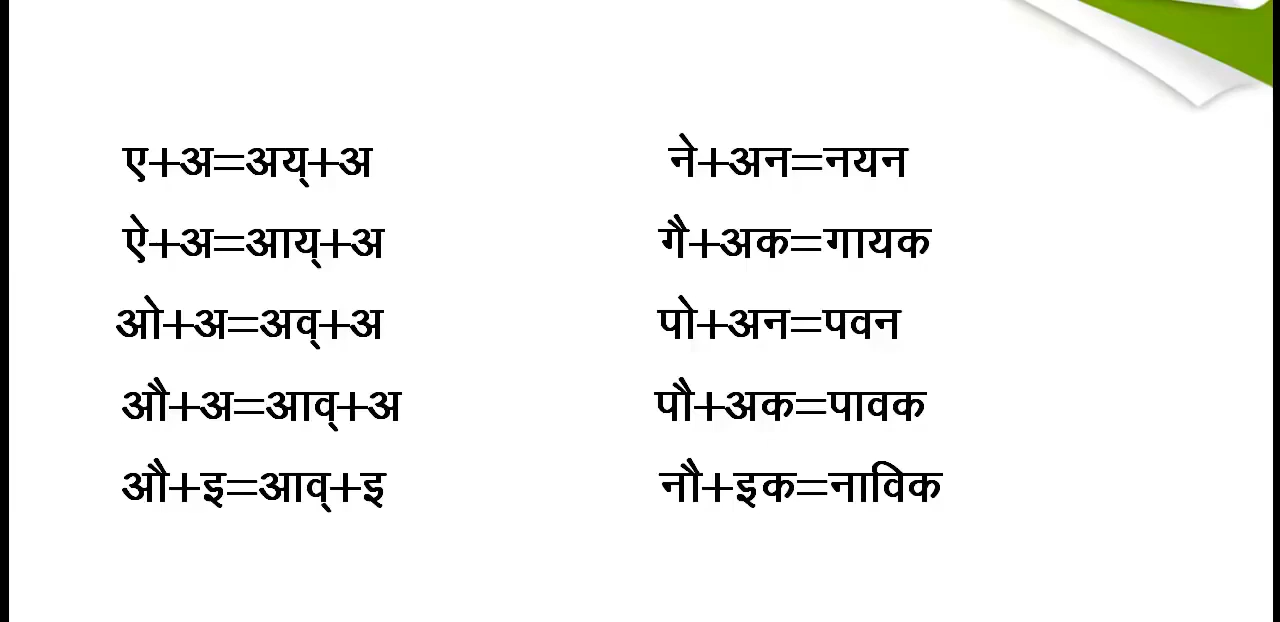 ए+अ=अय्+अ ने+अन=नयन
ऐ+अ=आय्+अ गै+अक=गायक
ओ+अ=अव्+अ पो+अन=पवन
औ+अ=आव्+अ पौ+अक=पावक
औ+इ=आव्+इ नौ+इक=नाविक